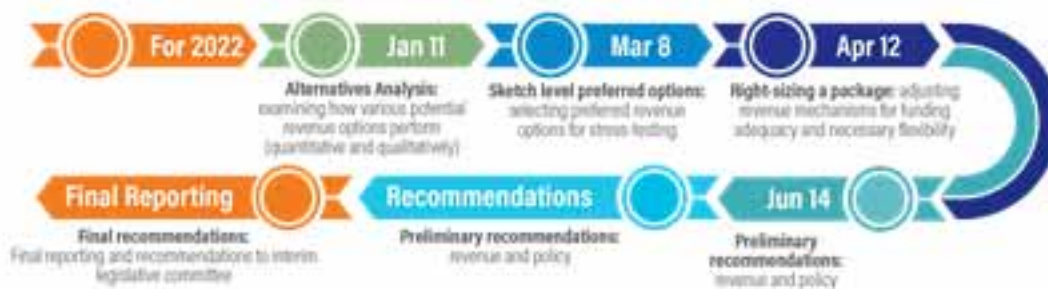 For 2022
Jan 11
Alternatives Analysis:
examining how various potential
revenue options perform
(quantitative and qualitatively)
Mar 8
Sketch level preferred options:
selecting preferred revenue
options for stress-testing
Apr 12
Right-sizing a package: adjusting
revenue mechanisms for funding
adequacy and necessary flexibility
Jun 14
Preliminary
recommendations:
revenue and policy
Recommendations
Preliminary recommendations:
revenue and policy
Final Reporting
Final recommendations:
Final reporting and recommendations to interim
legislative committee